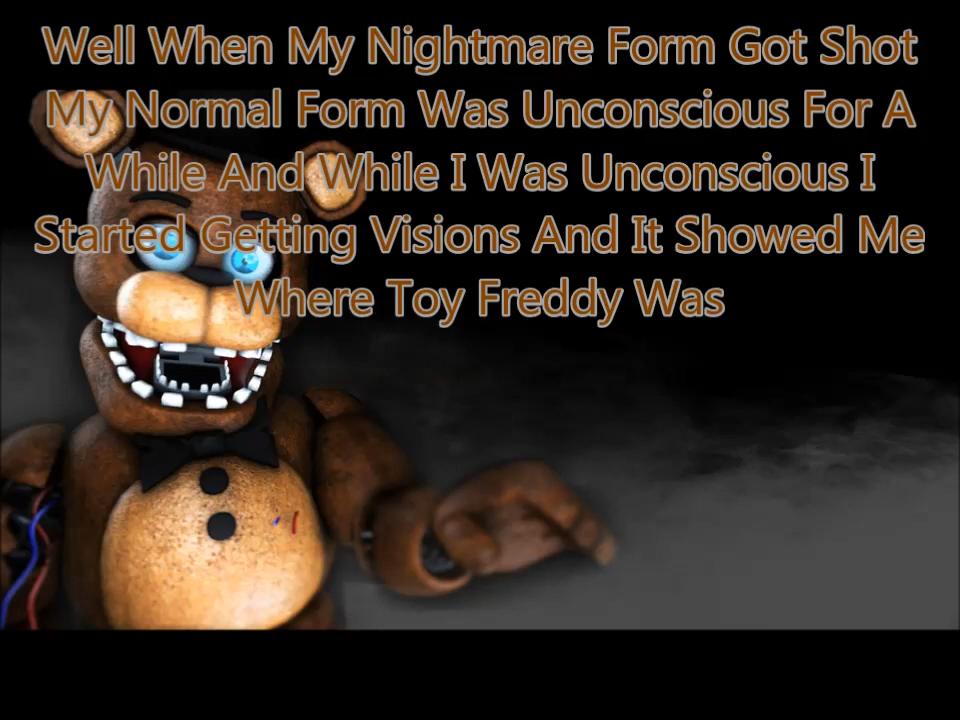 Well When My Nightmare Form Got Shot
My Normal Form Was Unconscious For A
While And While I Was Unconscious I
Started Getting Visions And It Showed Me
Where Toy Freddy Was